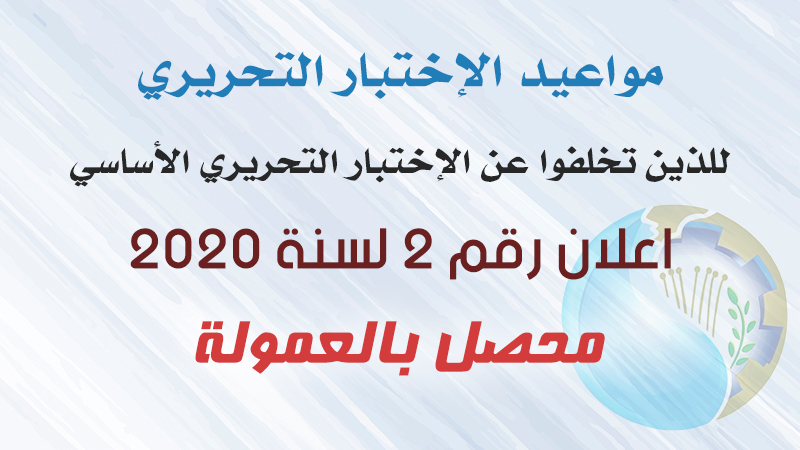 مواعيد الإختبار التحريري
للذين تخلفوا عن الإختبار التحريري الأساسي
اعلان رقم 2 لسنة 2020
محصل بالعمولة